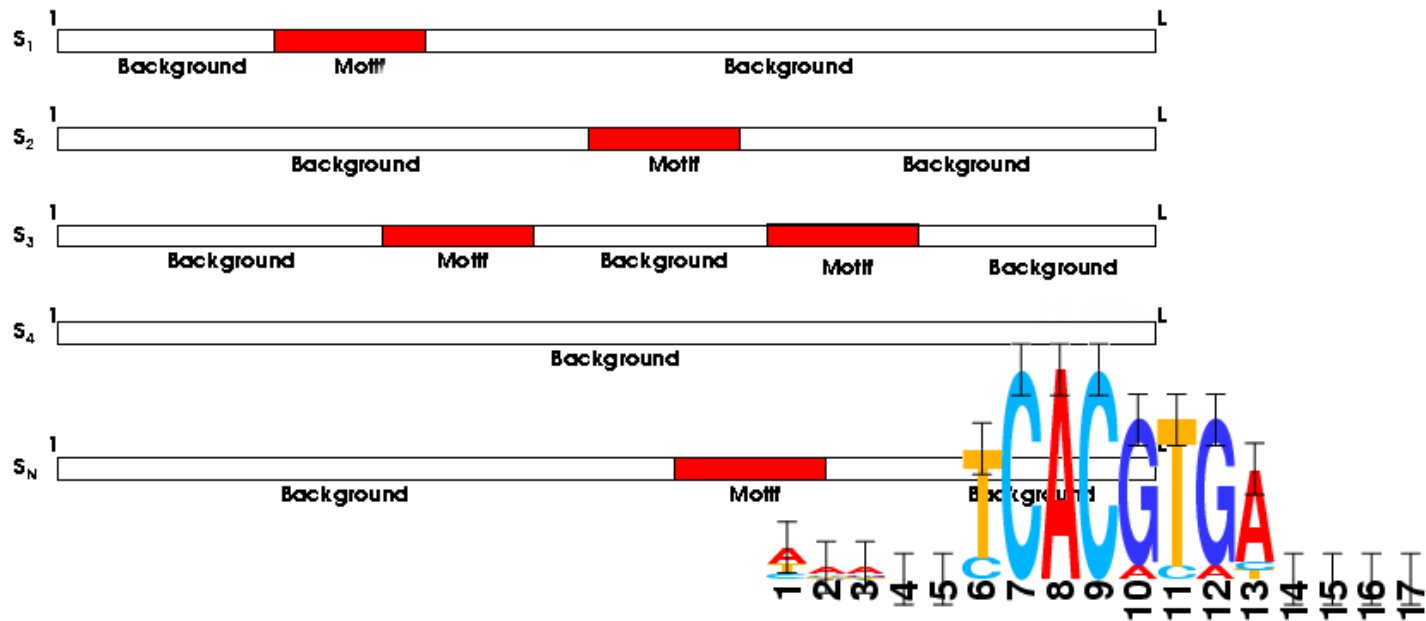 1 L
S1
Background Motif Background
1 L
S2
Background Motif Background
1 L
S3
Background Motif Background Motif Background
1 L
S4
Background
1 L
SN
Background Motif Background
TCACGTGA
A C A C T
T C
1 2 3 4 5 6 7 8 9 10 11 12 13 14 15 16 17